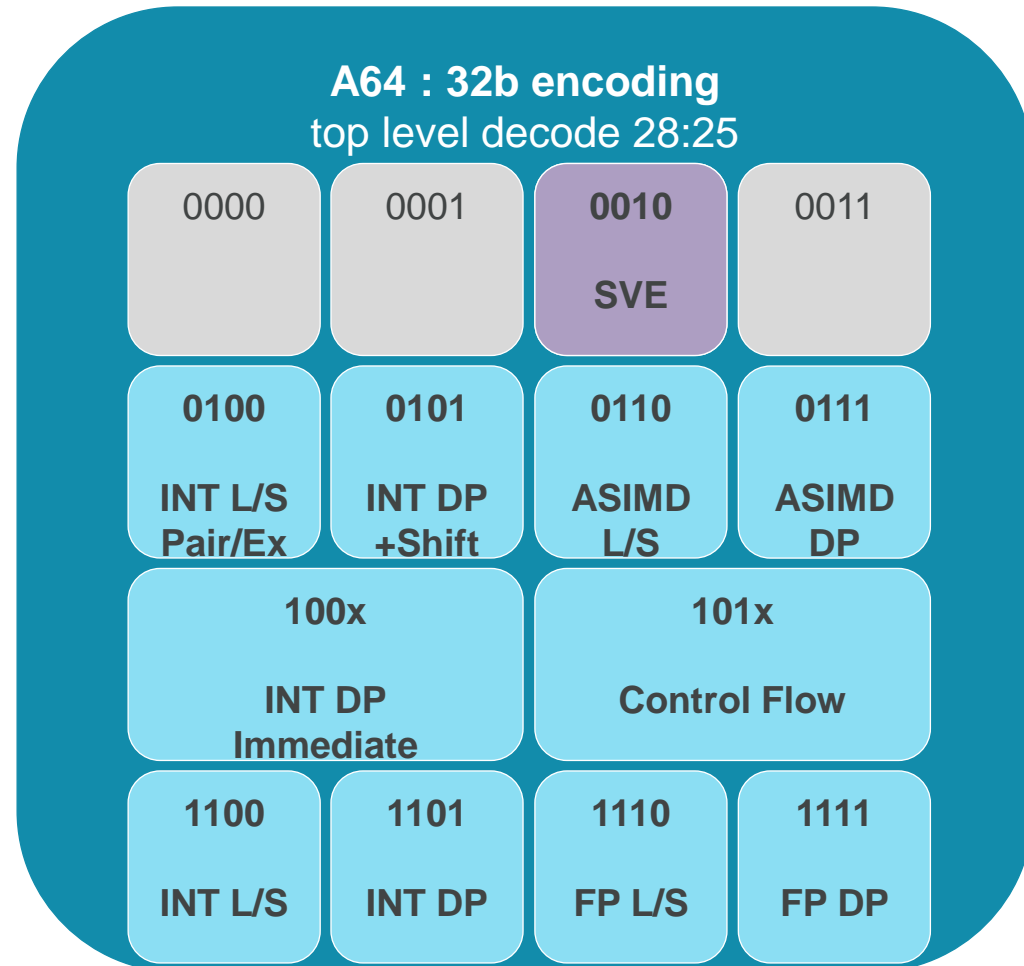 A64 : 32b encoding
top level decode 28:25
0000
0001
0010
SVE
0011
0100
INT L/S
Pair/Ex
0101
INT DP
+Shift
0110
ASIMD
L/S
0111
ASIMD
DP
100x
INT DP
Immediate
101x
Control Flow
1100
INT L/S
1101
INT DP
1110
FP L/S
1111
FP DP